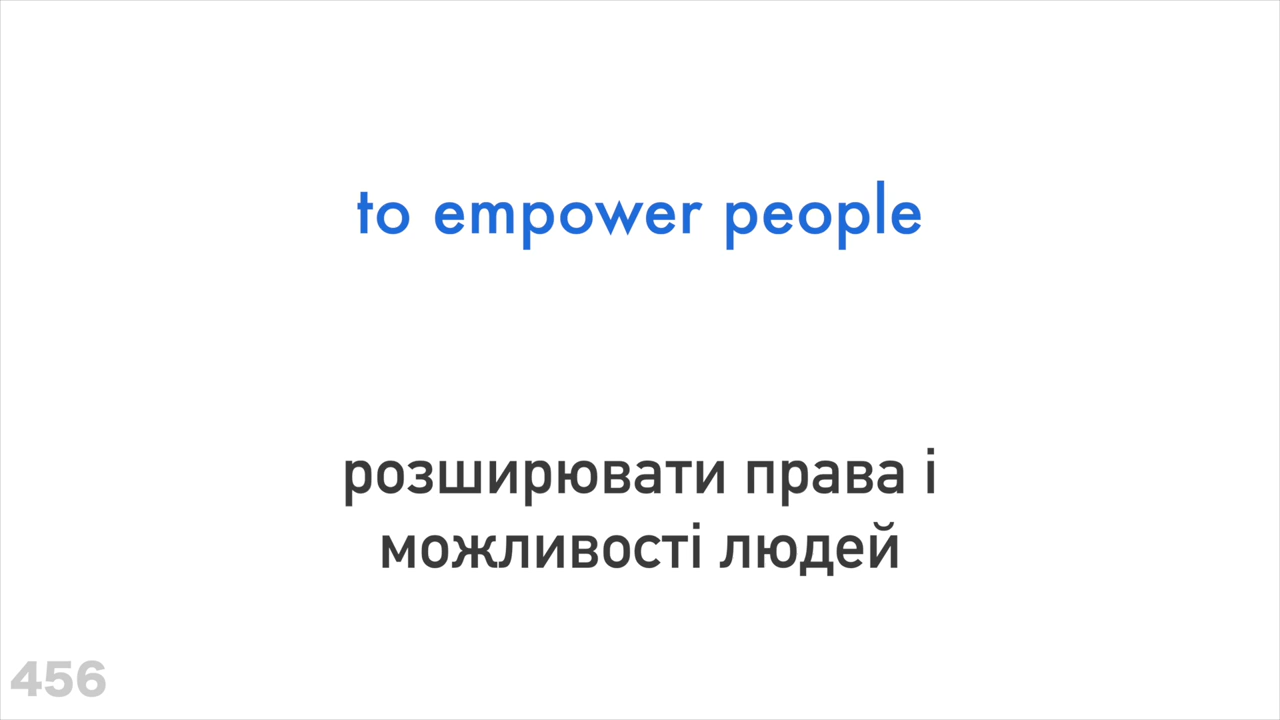 to empower people
розширювати права і
можливості людей
456